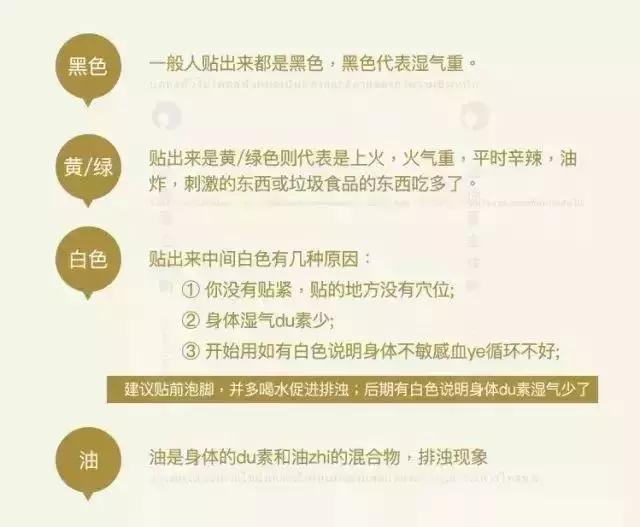 黑色
一般人贴出来都是黑色，黑色代表湿气重。
黄/绿
贴出来是黄/绿色则代表是上火，火气重，平时辛辣，油
炸，刺激的东西或垃圾食品的东西吃多了。
白色
贴出来中间白色有几种原因：
① 你没有贴紧，贴的地方没有穴位;
② 身体湿气du素少;
③ 开始用如有白色说明身体不敏感血ye循环不好;
建议贴前泡脚，并多喝水促进排浊；后期有白色说明身体du素湿气少了
油
油是身体的du素和油zhi的混合物，排浊现象